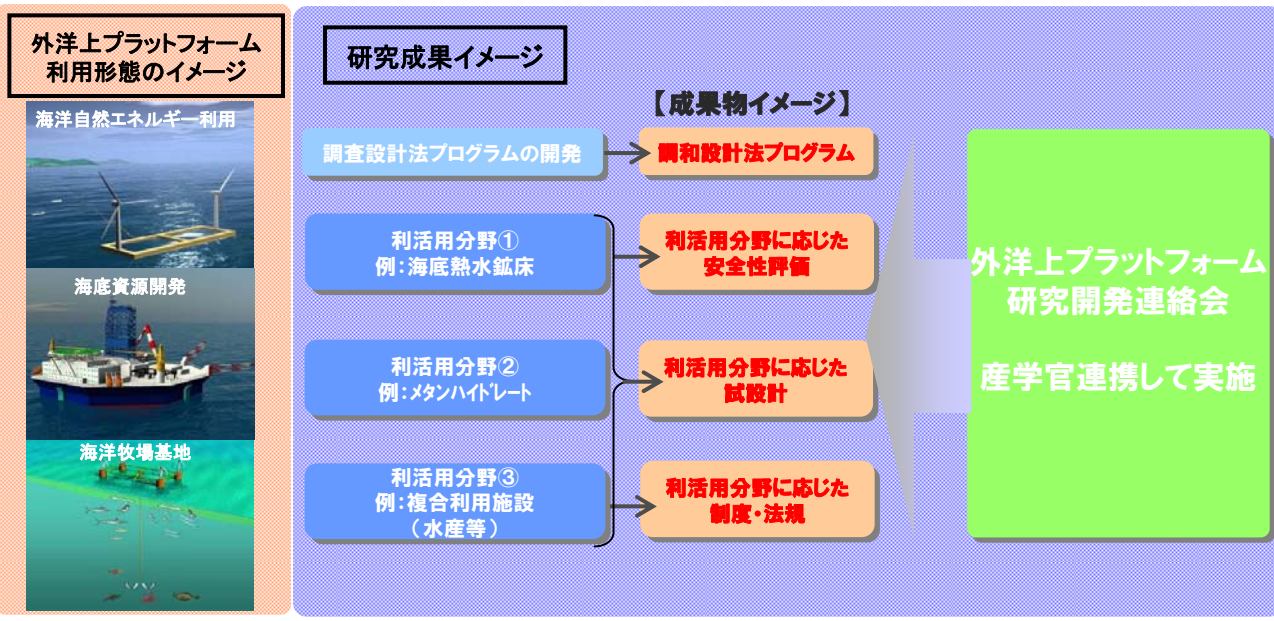 外洋上プラットフォーム
利用形態のイメージ
海洋自然エネルギー利用
海底資源開発
海洋牧場基地
研究成果イメージ
【成果物イメージ】
調査設計法プログラムの開発
調和設計法プログラム
利活用分野①
例：海底熱水鉱床
利活用分野に応じた
安全性評価
利活用分野②
例：メタンハイドレート
利活用分野に応じた
試設計
利活用分野③
例：複合利用施設
（水産等）
利活用分野に応じた
制度・法規
外洋上プラットフォーム
研究開発連絡会
産学官連携して実施